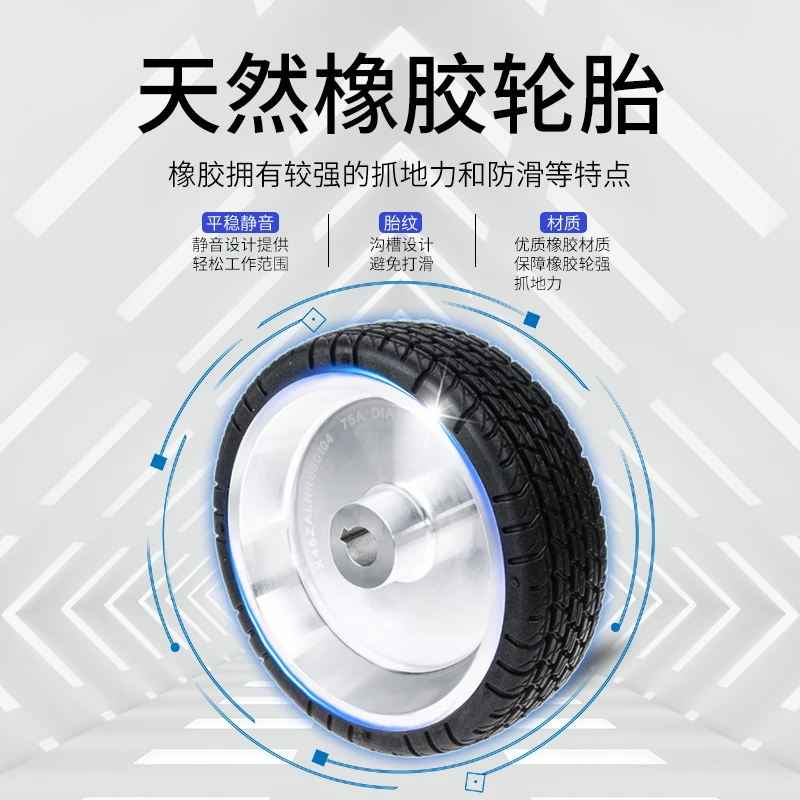 天然橡胶轮胎
橡胶拥有较强的抓地力和防滑等特点
平稳静音
静音设计提供
轻松工作范围
胎纹
沟槽设计
避免打滑
材质
优质橡胶材质
保障橡胶轮强
抓地力
75A DIA